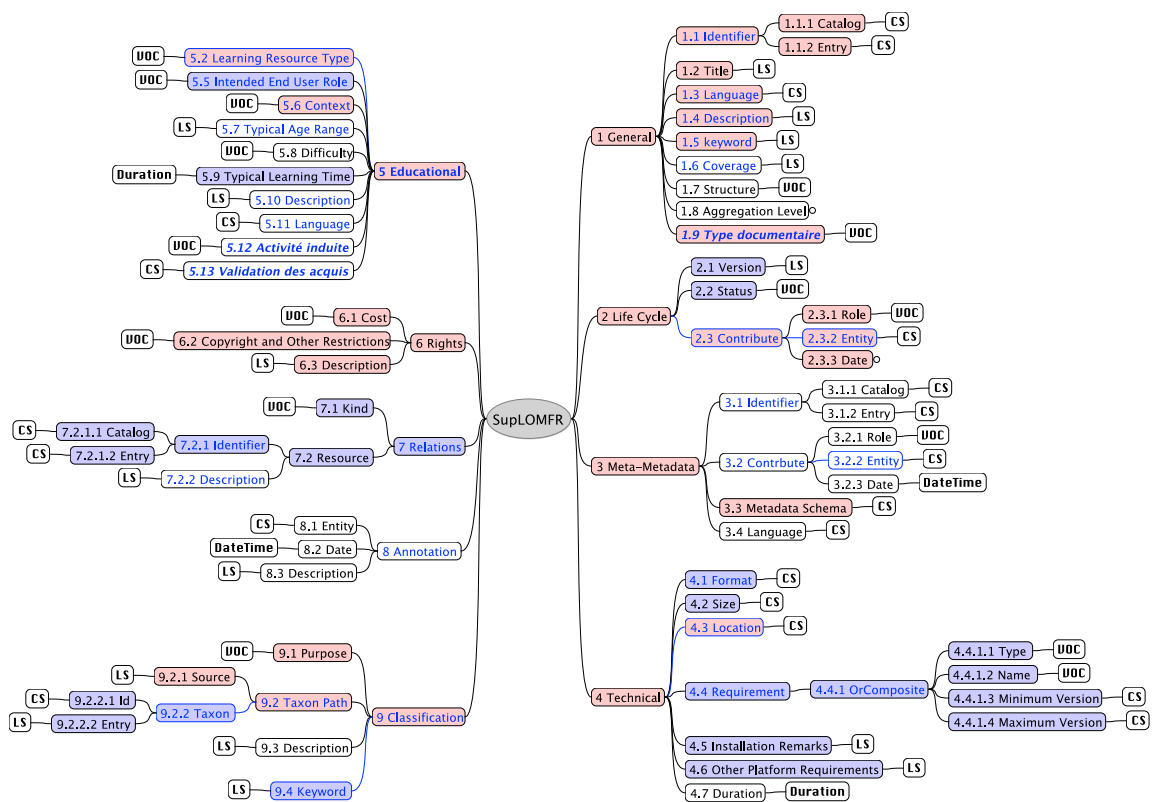 SupLOMFR
1 General
1.1 Identifier
1.1.1 Catalog CS
1.1.2 Entry CS
1.2 Title LS
1.3 Language CS
1.4 Description LS
1.5 keyword LS
1.6 Coverage LS
1.7 Structure VOC
1.8 Aggregation Level
1.9 Type documentaire VOC
2 Life Cycle
2.1 Version LS
2.2 Status VOC
2.3 Contribute
2.3.1 Role VOC
2.3.2 Entity CS
2.3.3 Date
3 Meta-Metadata
3.1 Identifier
3.1.1 Catalog CS
3.1.2 Entry CS
3.2 Contrbute
3.2.1 Role VOC
3.2.2 Entity CS
3.2.3 Date DateTime
3.3 Metadata Schema CS
3.4 Language CS
4 Technical
4.1 Format CS
4.2 Size CS
4.3 Location CS
4.4 Requirement
4.4.1 OrComposite
4.4.1.1 Type VOC
4.4.1.2 Name VOC
4.4.1.3 Minimum Version CS
4.4.1.4 Maximum Version CS
4.5 Installation Remarks LS
4.6 Other Platform Requirements LS
4.7 Duration Duration
5 Educational
VOC 5.2 Learning Resource Type
VOC 5.5 Intended End User Role
VOC 5.6 Context
LS 5.7 Typical Age Range
VOC 5.8 Difficulty
Duration 5.9 Typical Learning Time
LS 5.10 Description
CS 5.11 Language
VOC 5.12 Activité induite
CS 5.13 Validation des acquis
6 Rights
VOC 6.1 Cost
VOC 6.2 Copyright and Other Restrictions
LS 6.3 Description
7 Relations
VOC 7.1 Kind
7.2 Resource
7.2.1 Identifier
CS 7.2.1.1 Catalog
CS 7.2.1.2 Entry
LS 7.2.2 Description
8 Annotation
CS 8.1 Entity
DateTime 8.2 Date
LS 8.3 Description
9 Classification
VOC 9.1 Purpose
9.2 Taxon Path
LS 9.2.1 Source
9.2.2 Taxon
CS 9.2.2.1 Id
LS 9.2.2.2 Entry
LS 9.3 Description
LS 9.4 Keyword